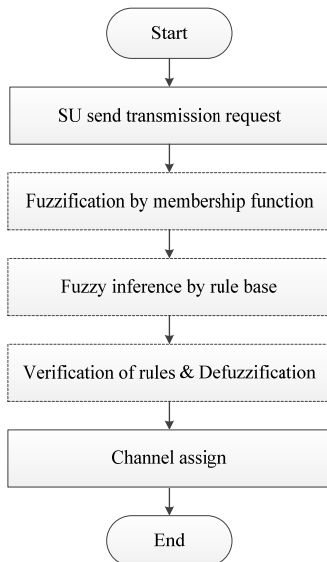 Start
SU send transmission request
Fuzzification by membership function
Fuzzy inference by rule base
Verification of rules & Defuzzification
Channel assign
End